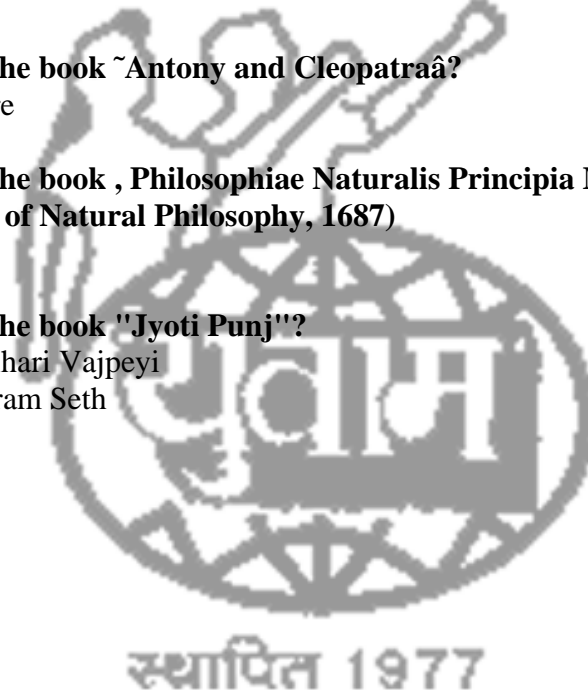 he book ˜Antony and Cleopatraâ?
re
he book , Philosophiae Naturalis Principia
of Natural Philosophy, 1687)
he book "Jyoti Punj"?
hari Vajpeyi
ram Seth
युवाम
स्थापित 1977